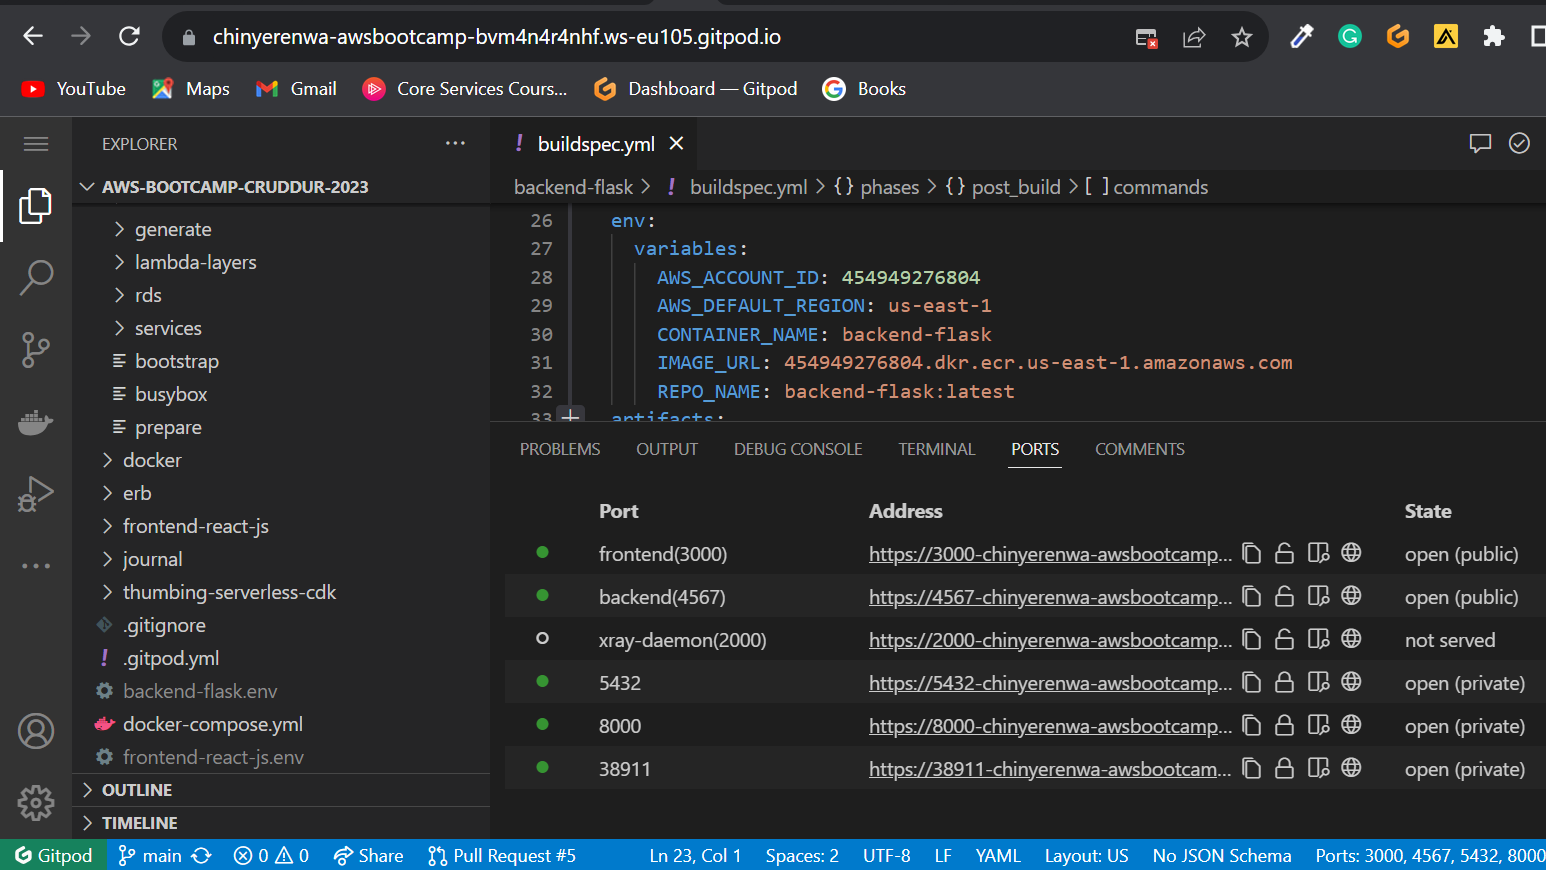 chinyerenwa-awsbootcamp-bvm4n4r4nhf.ws-eu105.gitpod.io
YouTube Maps Gmail Core Services Cours... Dashboard — Gitpod Books
EXPLORER
AWS-BOOTCAMP-CRUDDUR-2023
generate
lambda-layers
rds
services
bootstrap
busybox
prepare
docker
erb
frontend-react-js
journal
thumbing-serverless-cdk
.gitignore
.gitpod.yml
backend-flask.env
docker-compose.yml
frontend-react-js.env
OUTLINE
TIMELINE
! buildspec.yml
backend-flask > ! buildspec.yml > {} phases > {} post_build > [ ] commands
26 env:
27 variables:
28 AWS_ACCOUNT_ID: 454949276804
29 AWS_DEFAULT_REGION: us-east-1
30 CONTAINER_NAME: backend-flask
31 IMAGE_URL: 454949276804.dkr.ecr.us-east-1.amazonaws.com
32 REPO_NAME: backend-flask:latest
33 artifacts:
PROBLEMS OUTPUT DEBUG CONSOLE TERMINAL PORTS COMMENTS
Port Address State
frontend(3000) https://3000-chinyerenwa-awsbootcamp... open (public)
backend(4567) https://4567-chinyerenwa-awsbootcamp... open (public)
xray-daemon(2000) https://2000-chinyerenwa-awsbootcamp... not served
5432 https://5432-chinyerenwa-awsbootcamp... open (private)
8000 https://8000-chinyerenwa-awsbootcamp... open (private)
38911 https://38911-chinyerenwa-awsbootcam... open (private)
Gitpod main 0 0 Share Pull Request #5 Ln 23, Col 1 Spaces: 2 UTF-8 LF YAML Layout: US No JSON Schema Ports: 3000, 4567, 5432, 8000